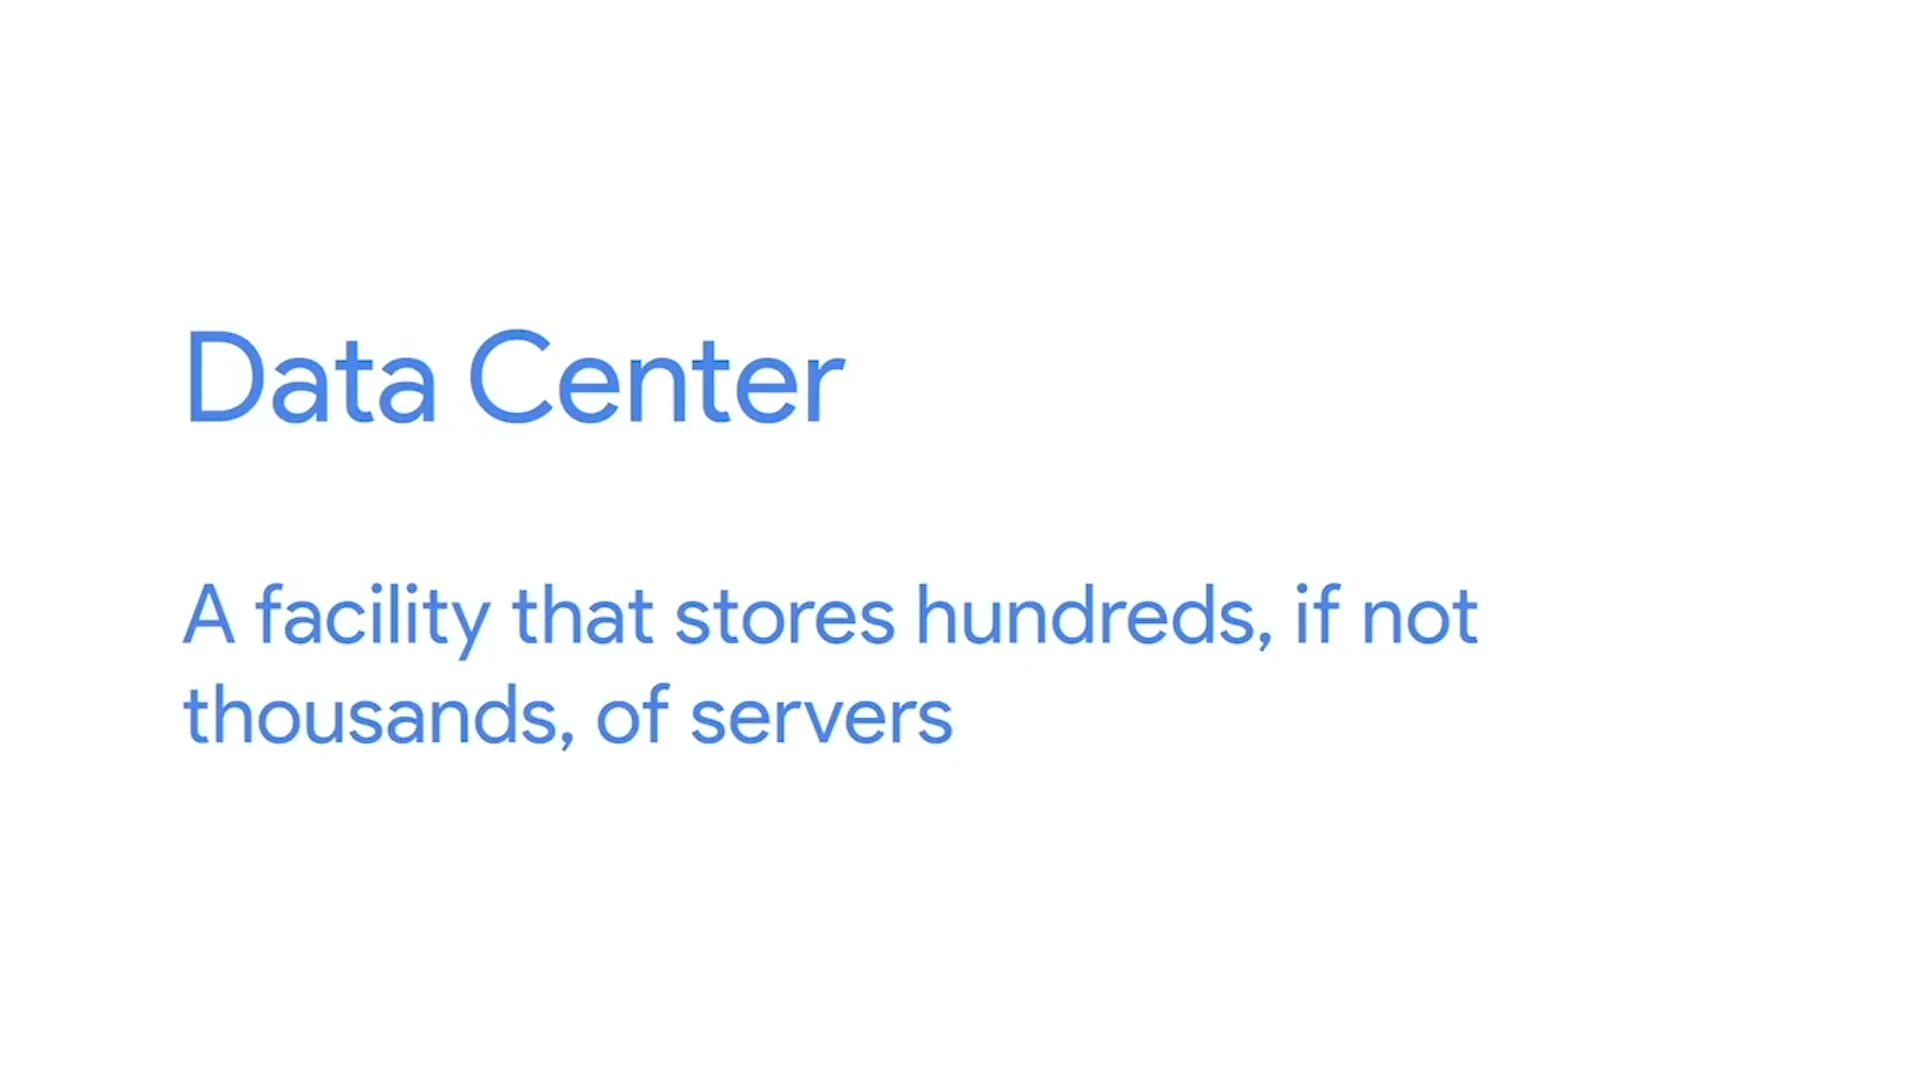 Data Center
A facility that stores hundreds, if not
thousands, of servers